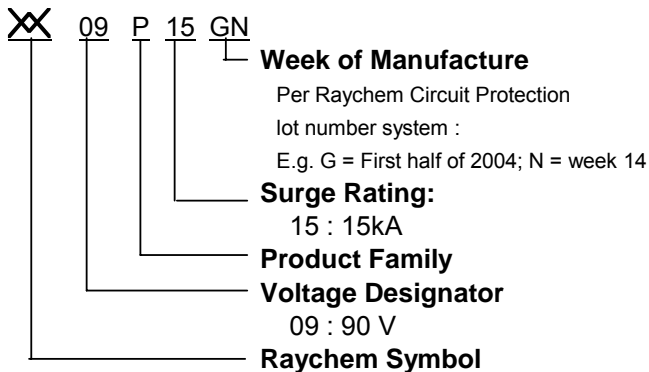 09 P 15 GN
Week of Manufacture
Per Raychem Circuit Protection
lot number system :
E.g. G = First half of 2004; N = week 14
Surge Rating:
15 : 15kA
Product Family
Voltage Designator
09 : 90 V
Raychem Symbol